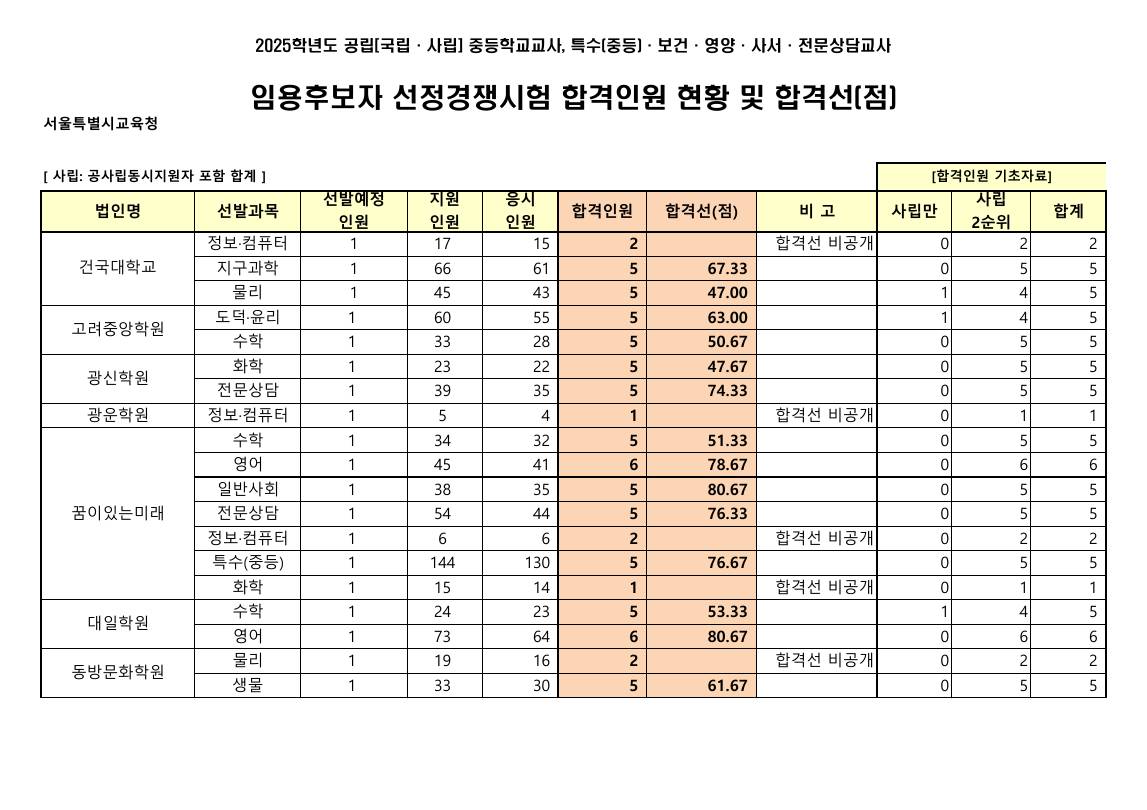 2025학년도 공립(국립 · 사립) 중등학교교사, 특수(중등) · 보건 · 영양 · 사서 · 전문상담교사
임용후보자 선정경쟁시험 합격인원 현황 및 합격선(점)
서울특별시교육청
[ 사립: 공사립동시지원자 포함 합계 ] [합격인원 기초자료]
법인명 선발과목 선발예정 인원 지원 인원 응시 인원 합격인원 합격선(점) 비 고 사립만 사립 2순위 합계
건국대학교 정보·컴퓨터 1 17 15 2 합격선 비공개 0 2 2
지구과학 1 66 61 5 67.33 0 5 5
물리 1 45 43 5 47.00 1 4 5
고려중앙학원 도덕·윤리 1 60 55 5 63.00 1 4 5
수학 1 33 28 5 50.67 0 5 5
광신학원 화학 1 23 22 5 47.67 0 5 5
전문상담 1 39 35 5 74.33 0 5 5
광운학원 정보·컴퓨터 1 5 4 1 합격선 비공개 0 1 1
꿈이있는미래 수학 1 34 32 5 51.33 0 5 5
영어 1 45 41 6 78.67 0 6 6
일반사회 1 38 35 5 80.67 0 5 5
전문상담 1 54 44 5 76.33 0 5 5
정보·컴퓨터 1 6 6 2 합격선 비공개 0 2 2
특수(중등) 1 144 130 5 76.67 0 5 5
화학 1 15 14 1 합격선 비공개 0 1 1
대일학원 수학 1 24 23 5 53.33 1 4 5
영어 1 73 64 6 80.67 0 6 6
동방문화학원 물리 1 19 16 2 합격선 비공개 0 2 2
생물 1 33 30 5 61.67 0 5 5